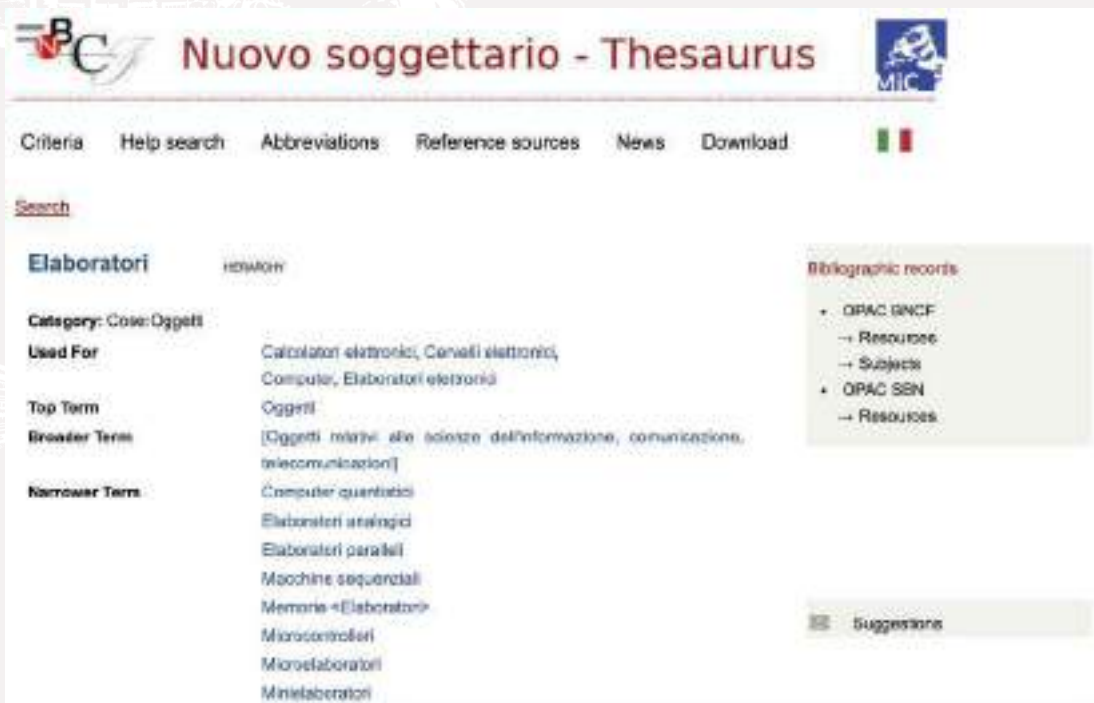 BNCF
Nuovo soggettario - Thesaurus
MiC
Criteria Help search Abbreviations Reference sources News Download
Search
Elaboratori HIERARCHY
Category: Cose:Oggetti
Used For Calcolatori elettronici, Cervelli elettronici,
Computer, Elaboratori elettronici
Top Term Oggetti
Broader Term [Oggetti relativi alle scienze dell'informazione, comunicazione,
telecomunicazioni]
Narrower Term Computer quantistici
Elaboratori analogici
Elaboratori paralleli
Macchine sequenziali
Memorie <Elaboratori>
Microcontrollori
Microelaboratori
Minielaboratori
Bibliographic records
• OPAC BNCF
→ Resources
→ Subjects
• OPAC SBN
→ Resources
Suggestions